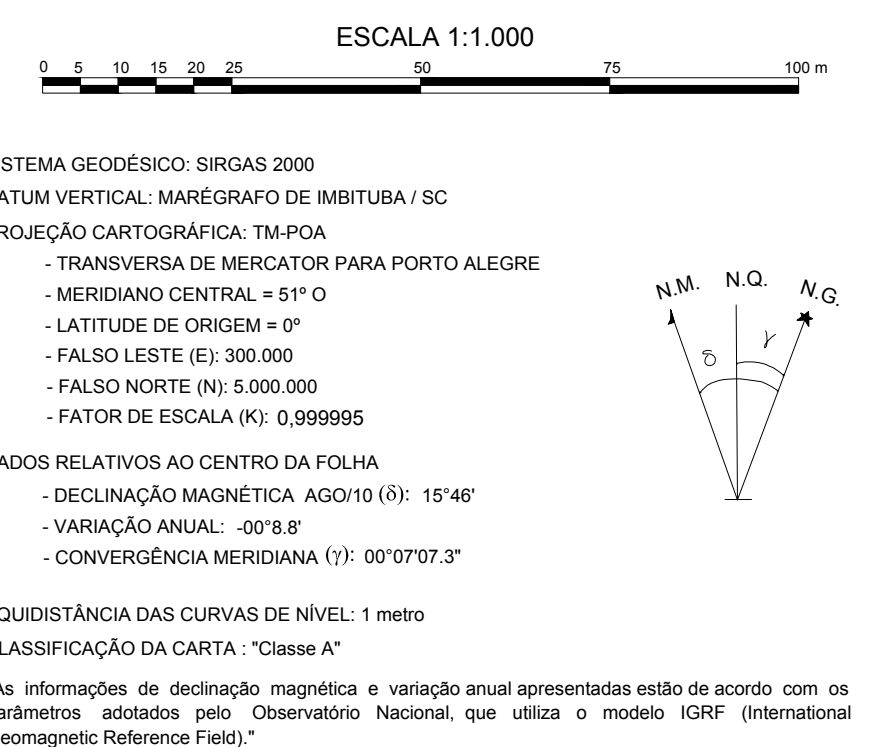 ESCALA 1:1.000
0 5 10 15 20 25 50 75 100 m
ISTEMA GEODÉSICO: SIRGAS 2000
ATUM VERTICAL: MARÉGRAFO DE IMBITUBA / SC
ROJEÇÃO CARTOGRÁFICA: TM-POA
- TRANSVERSA DE MERCATOR PARA PORTO ALEGRE
- MERIDIANO CENTRAL = 51º O
- LATITUDE DE ORIGEM = 0º
- FALSO LESTE (E): 300.000
- FALSO NORTE (N): 5.000.000
- FATOR DE ESCALA (K): 0,999995
N.M. N.Q. N.G.
δ γ
ADOS RELATIVOS AO CENTRO DA FOLHA
- DECLINAÇÃO MAGNÉTICA AGO/10 (δ): 15°46'
- VARIAÇÃO ANUAL: -00°8.8'
- CONVERGÊNCIA MERIDIANA (γ): 00°07'07.3"
QUIDISTÂNCIA DAS CURVAS DE NÍVEL: 1 metro
LASSIFICAÇÃO DA CARTA : "Classe A"
As informações de declinação magnética e variação anual apresentadas estão de acordo com os
arâmetros adotados pelo Observatório Nacional, que utiliza o modelo IGRF (International
eomagnetic Reference Field)."